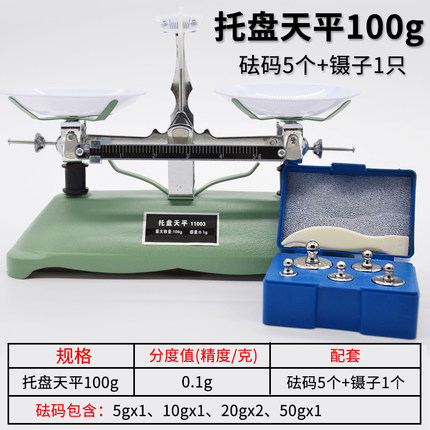 托盘天平100g
砝码5个+镊子1只
托盘天平 11003
最大称量100g 感量0.1g
规格 分度值(精度/克) 配套
托盘天平100g 0.1g 砝码5个+镊子1个
砝码包含：5gx1、10gx1、20gx2、50gx1